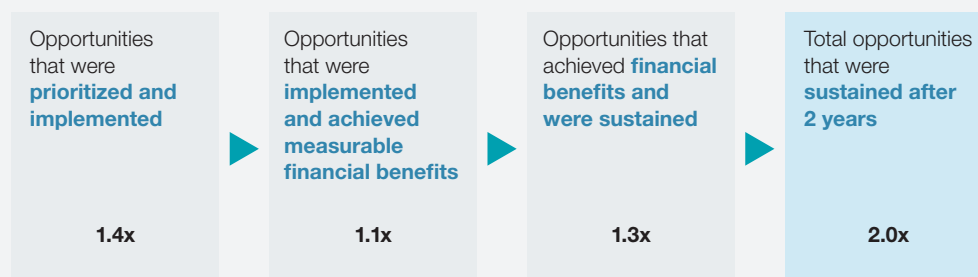 Opportunities
that were
prioritized and
implemented
1.4x
Opportunities
that were
implemented
and achieved
measurable
financial benefits
1.1x
Opportunities that
achieved financial
benefits and
were sustained
1.3x
Total opportunities
that were
sustained after
2 years
2.0x